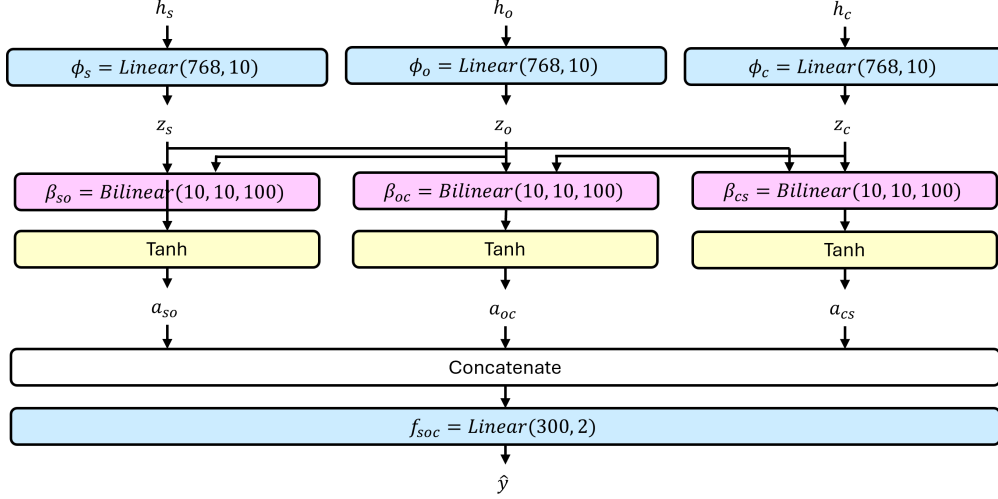 h_s h_o h_c
ϕ_s = Linear(768, 10) ϕ_o = Linear(768, 10) ϕ_c = Linear(768, 10)
z_s z_o z_c
β_so = Bilinear(10, 10, 100) β_oc = Bilinear(10, 10, 100) β_cs = Bilinear(10, 10, 100)
Tanh Tanh Tanh
a_so a_oc a_cs
Concatenate
f_soc = Linear(300, 2)
ŷ